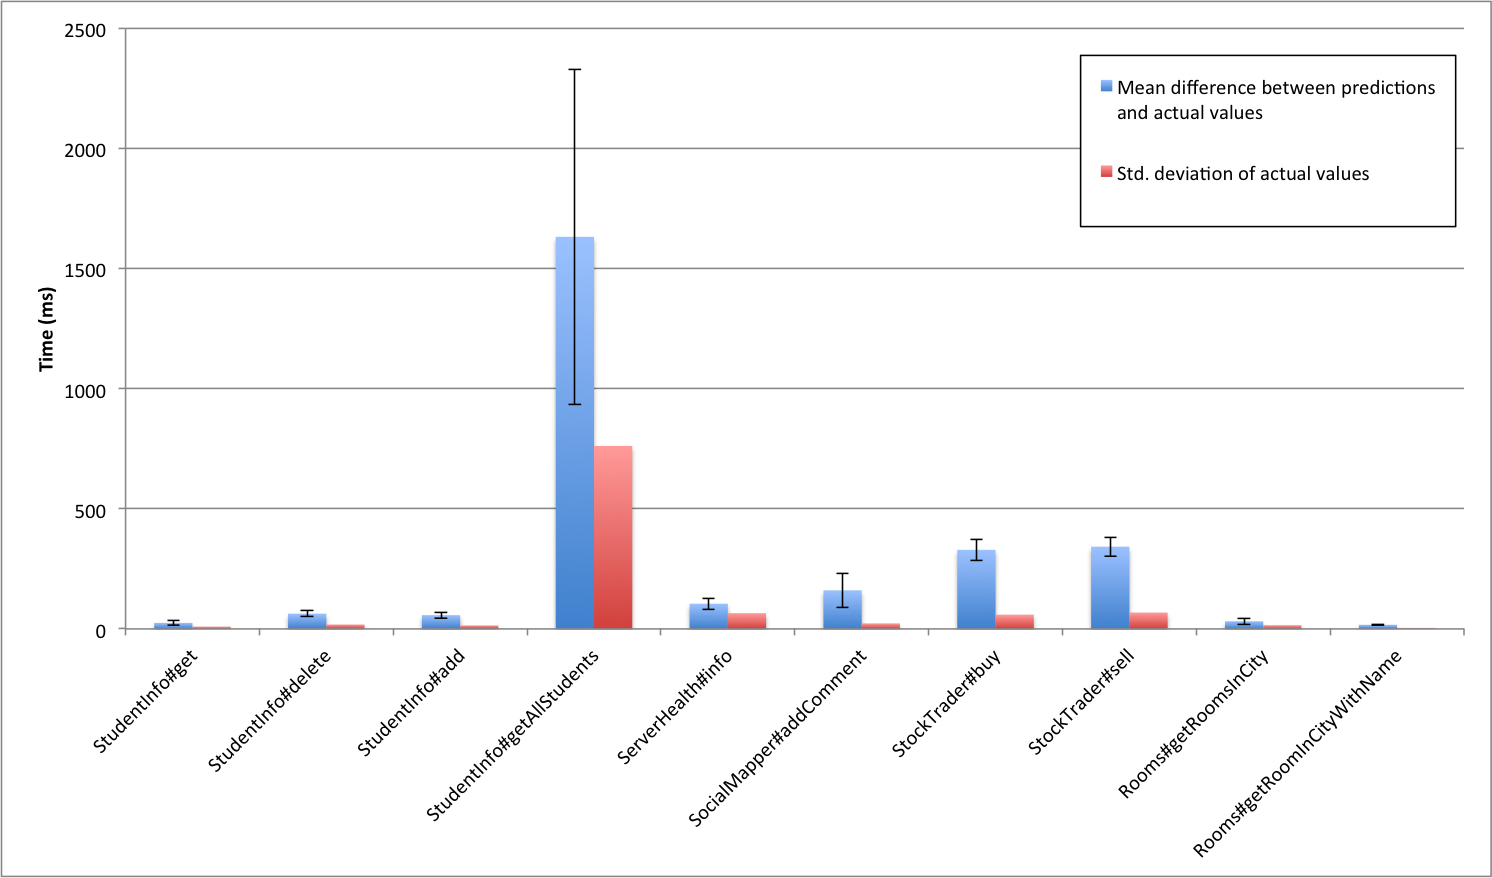 2500
2000
1500
1000
500
0
Time (ms)
Mean difference between predictions
and actual values
Std. deviation of actual values
StudentInfo#get
StudentInfo#delete
StudentInfo#add
StudentInfo#getAllStudents
ServerHealth#info
SocialMapper#addComment
StockTrader#buy
StockTrader#sell
Rooms#getRoomsInCity
Rooms#getRoomInCityWithName